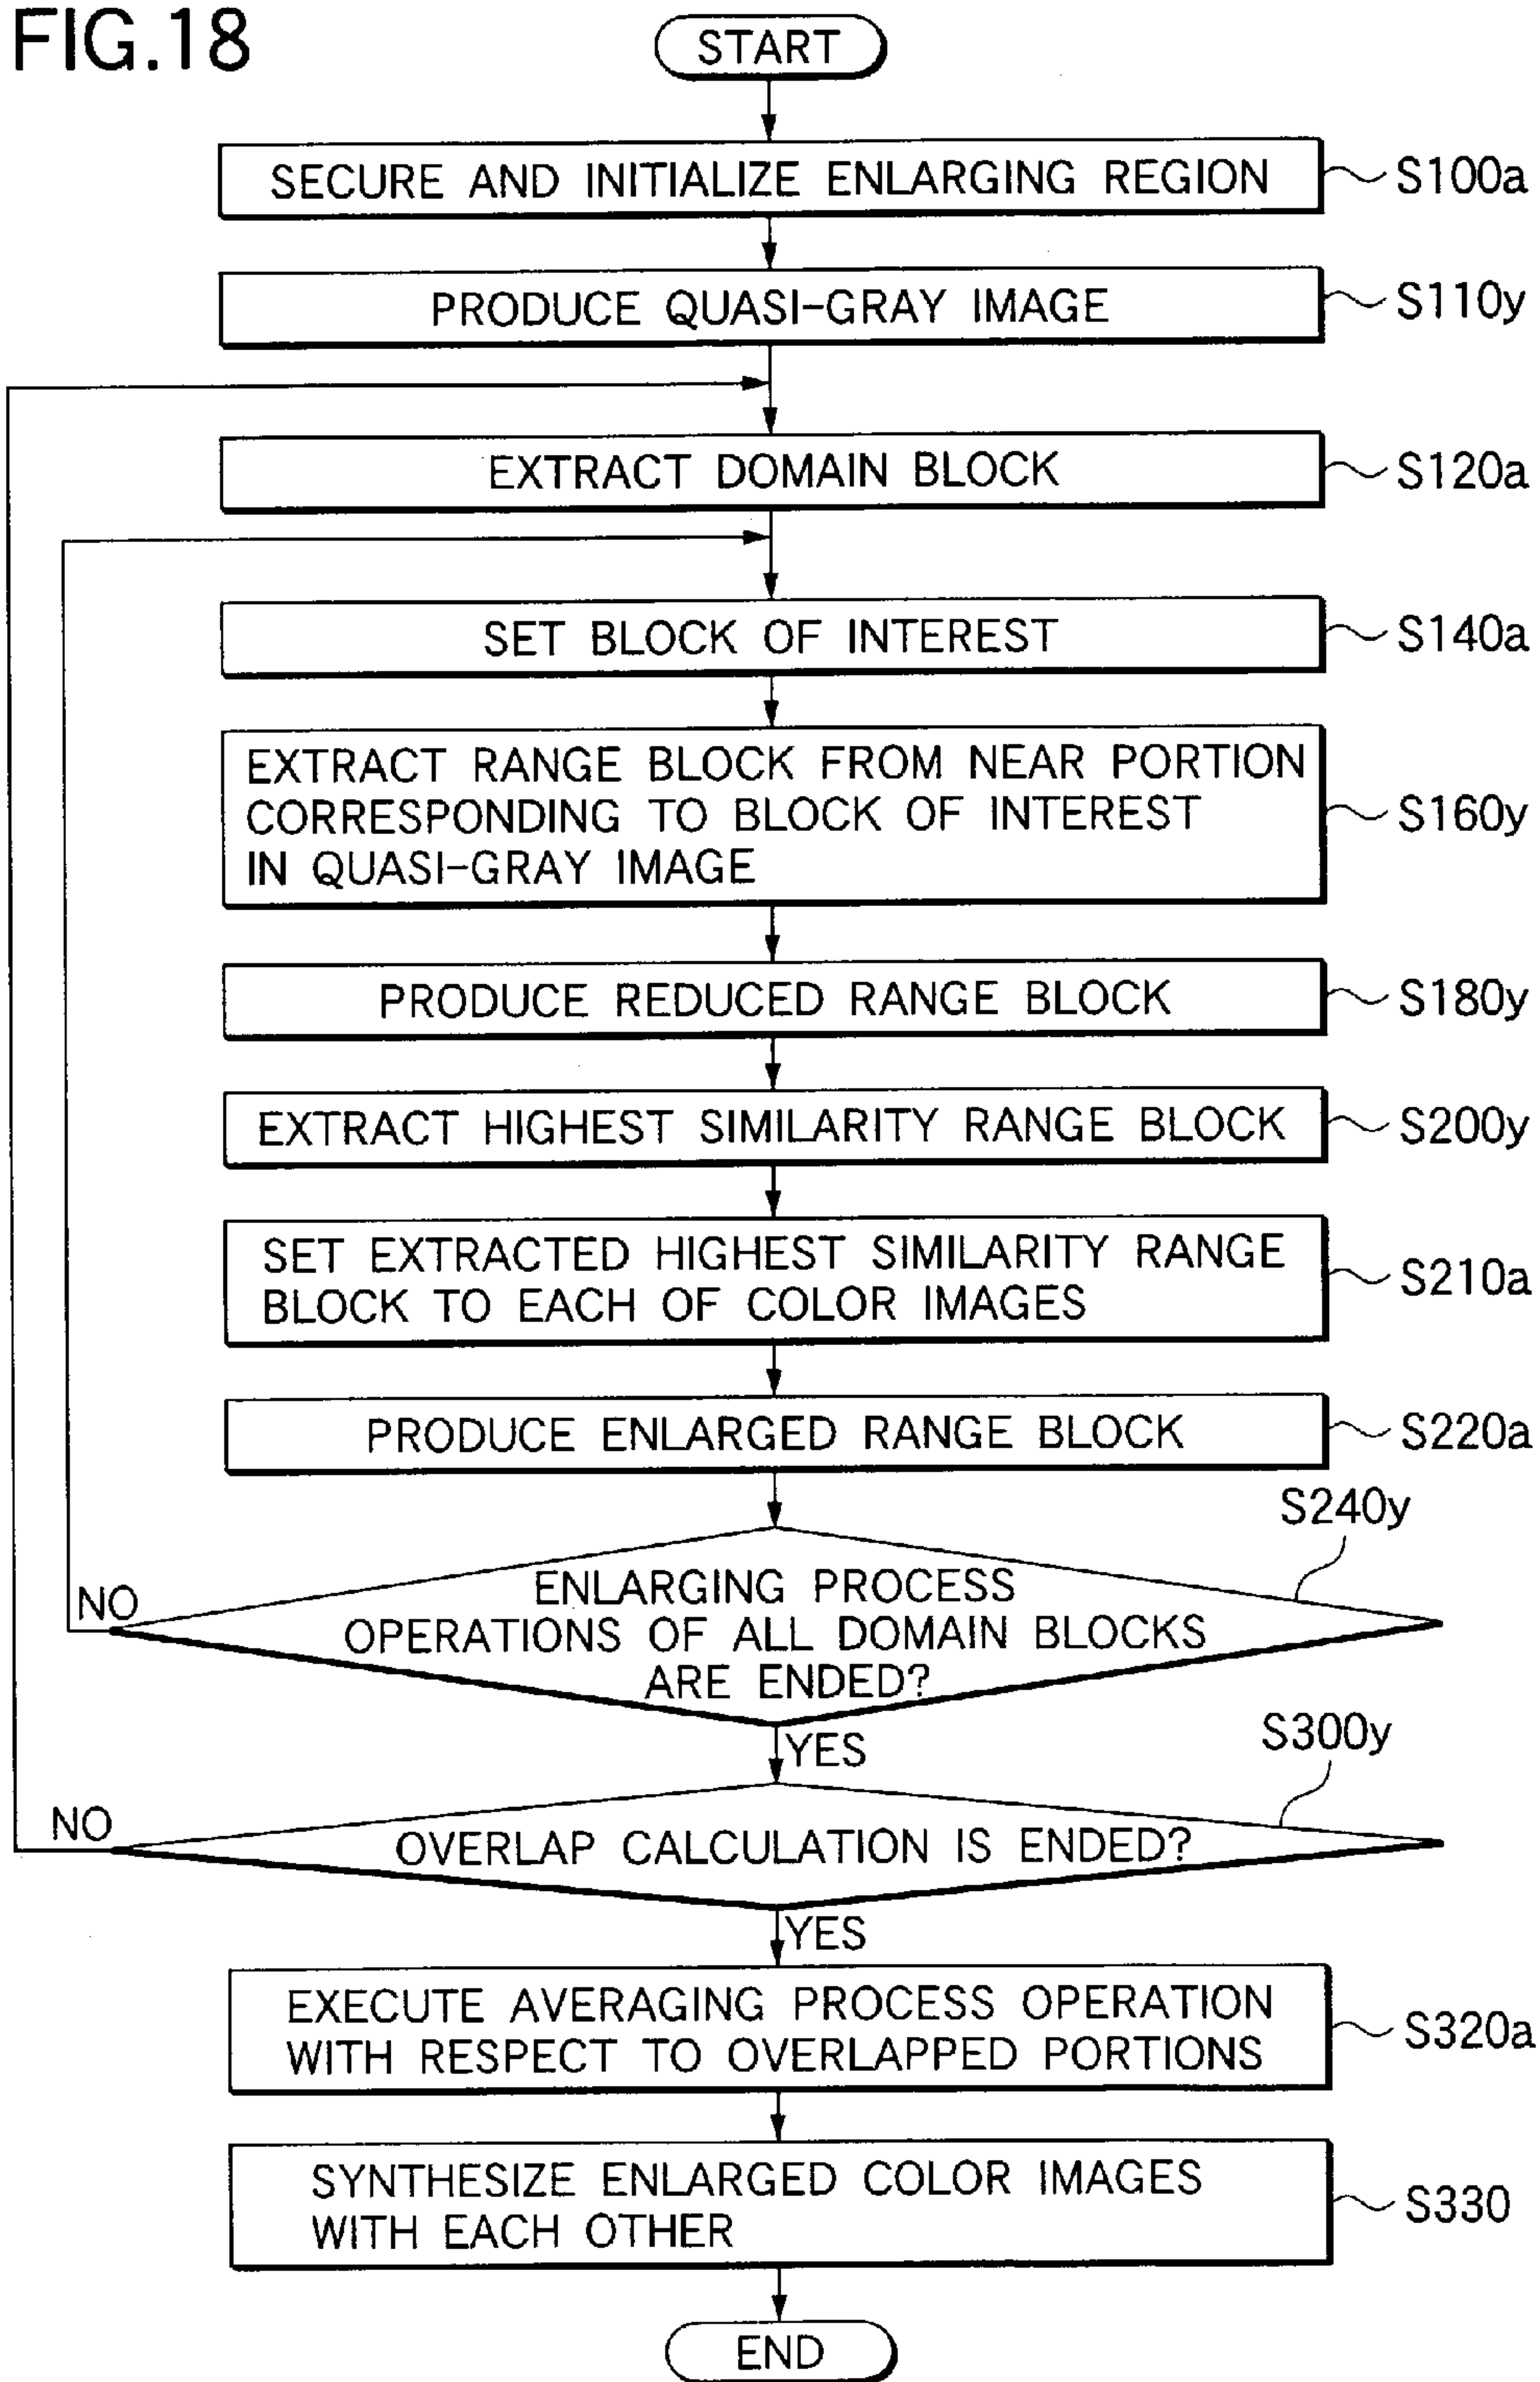 FIG.18
START
SECURE AND INITIALIZE ENLARGING REGION
S100a
PRODUCE QUASI-GRAY IMAGE
S110y
EXTRACT DOMAIN BLOCK
S120a
SET BLOCK OF INTEREST
S140a
EXTRACT RANGE BLOCK FROM NEAR PORTION
CORRESPONDING TO BLOCK OF INTEREST
IN QUASI-GRAY IMAGE
S160y
PRODUCE REDUCED RANGE BLOCK
S180y
EXTRACT HIGHEST SIMILARITY RANGE BLOCK
S200y
SET EXTRACTED HIGHEST SIMILARITY RANGE
BLOCK TO EACH OF COLOR IMAGES
S210a
PRODUCE ENLARGED RANGE BLOCK
S220a
S240y
ENLARGING PROCESS
OPERATIONS OF ALL DOMAIN BLOCKS
ARE ENDED?
NO
YES
S300y
OVERLAP CALCULATION IS ENDED?
NO
YES
EXECUTE AVERAGING PROCESS OPERATION
WITH RESPECT TO OVERLAPPED PORTIONS
S320a
SYNTHESIZE ENLARGED COLOR IMAGES
WITH EACH OTHER
S330
END